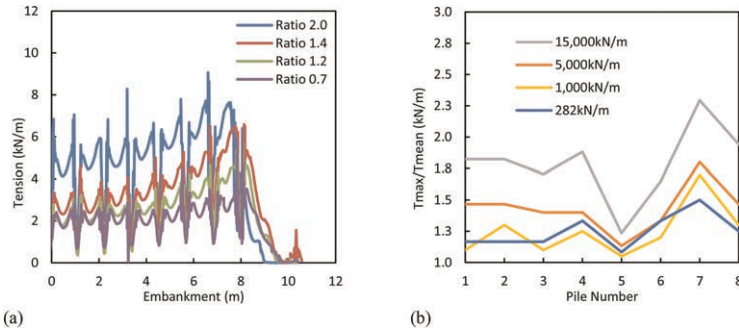 12
10
8
6
4
2
0
Tension (kN/m)
Ratio 2.0
Ratio 1.4
Ratio 1.2
Ratio 0.7
0 2 4 6 8 10 12
Embankment (m)
(a)
3.0
2.8
2.5
2.3
2.0
1.8
1.5
1.3
1.0
Tmax/Tmean (kN/m)
15,000kN/m
5,000kN/m
1,000kN/m
282kN/m
1 2 3 4 5 6 7 8
Pile Number
(b)